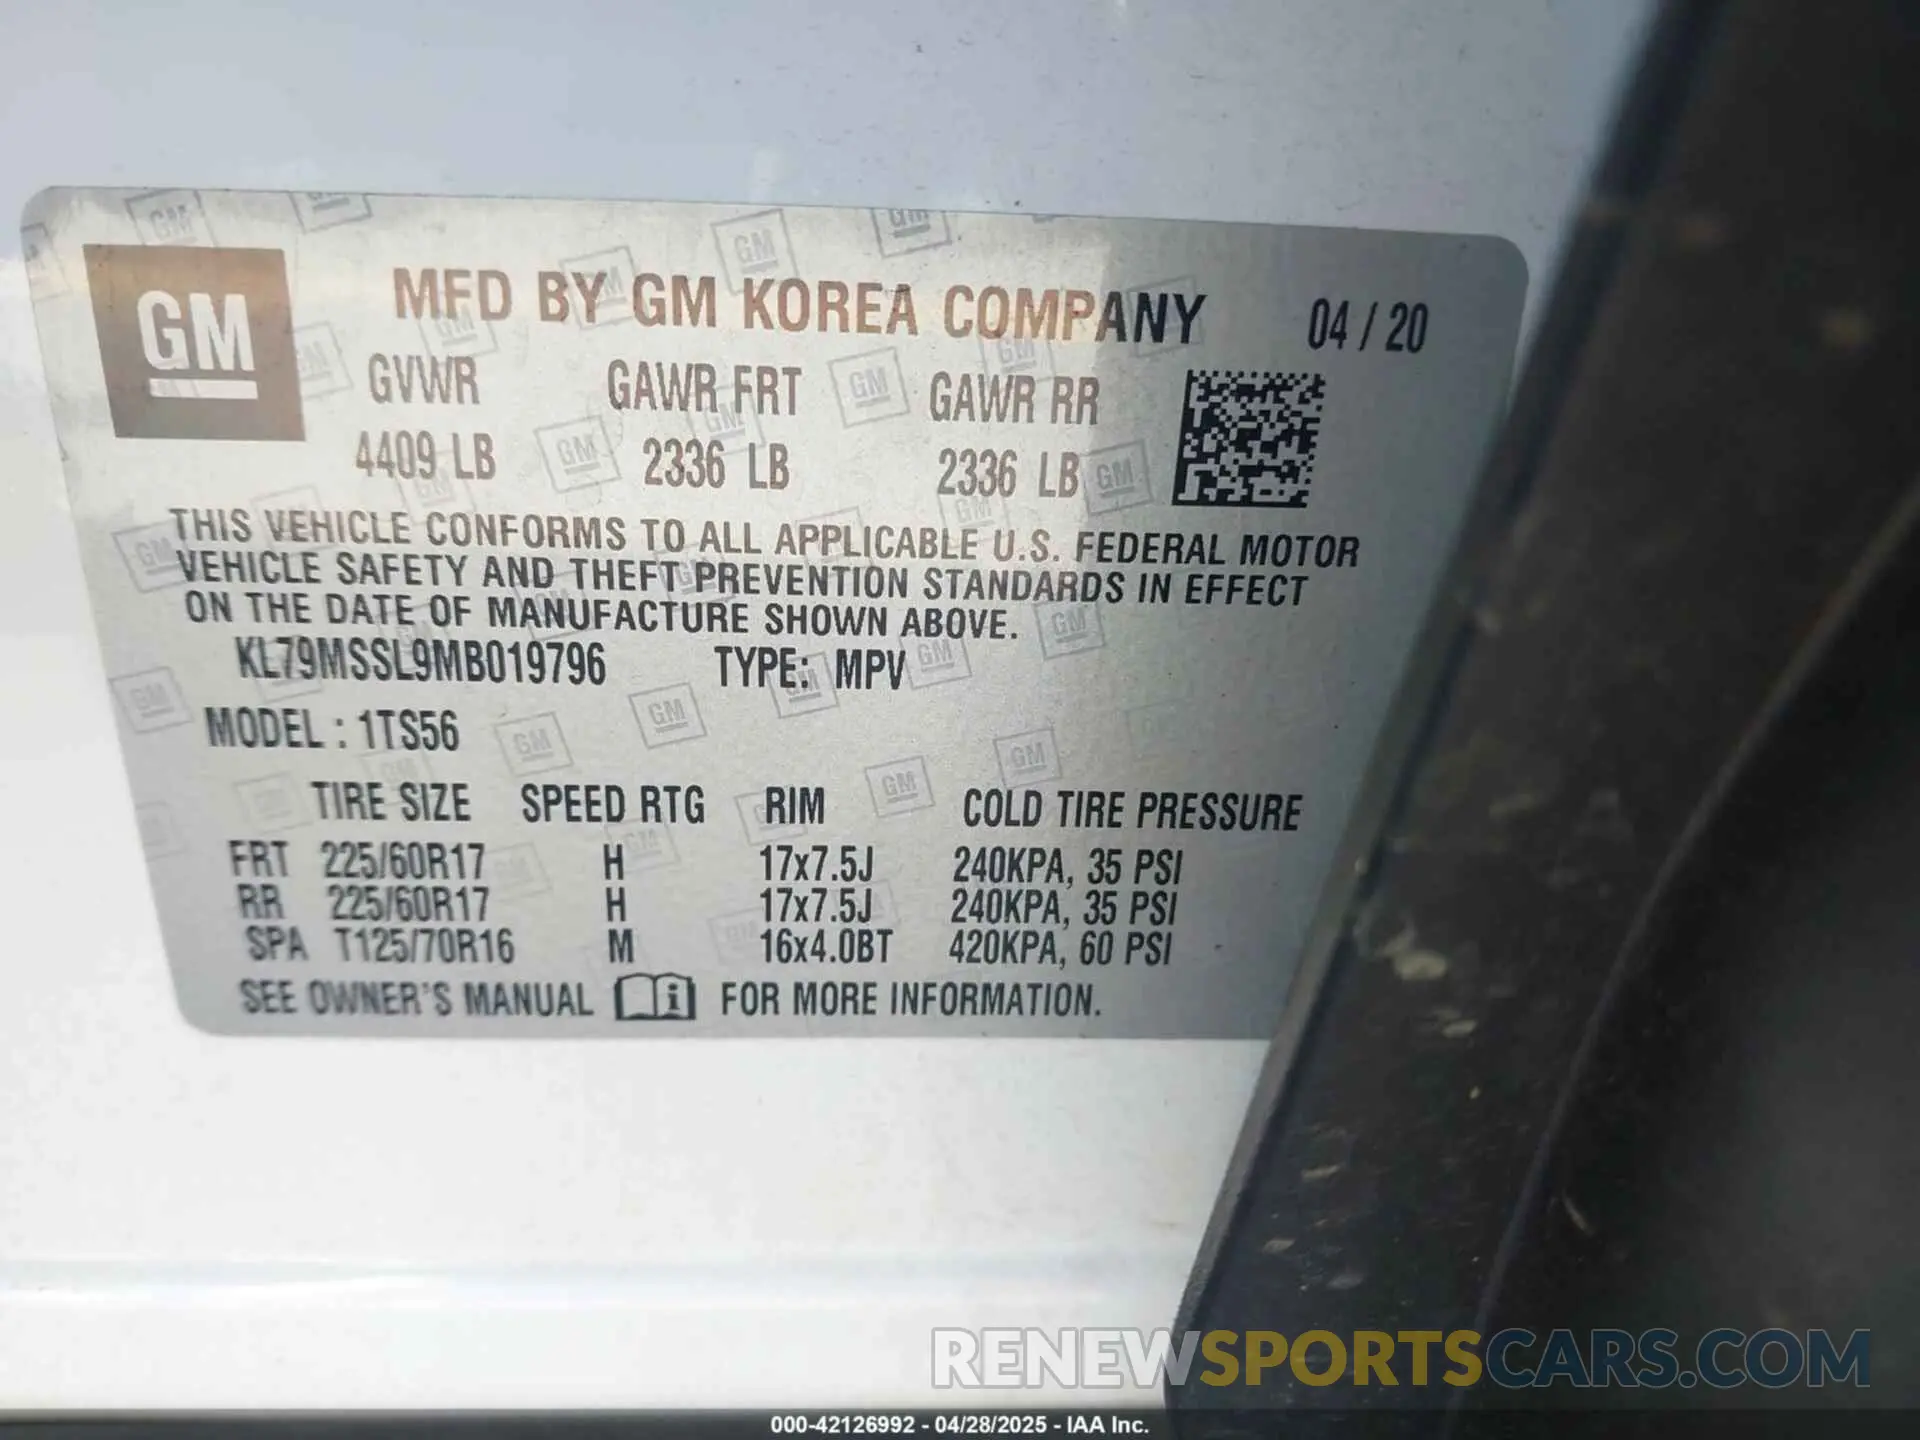 GM
MFD BY GM KOREA COMPANY 04 / 20
GVWR GAWR FRT GAWR RR
4409 LB 2336 LB 2336 LB
THIS VEHICLE CONFORMS TO ALL APPLICABLE U.S. FEDERAL MOTOR
VEHICLE SAFETY AND THEFT PREVENTION STANDARDS IN EFFECT
ON THE DATE OF MANUFACTURE SHOWN ABOVE.
KL79MSSL9MB019796 TYPE: MPV
MODEL : 1TS56
TIRE SIZE SPEED RTG RIM COLD TIRE PRESSURE
FRT 225/60R17 H 17x7.5J 240KPA, 35 PSI
RR 225/60R17 H 17x7.5J 240KPA, 35 PSI
SPA T125/70R16 M 16x4.0BT 420KPA, 60 PSI
SEE OWNER'S MANUAL i FOR MORE INFORMATION.
RENEWSPORTSCARS.COM
000-42126992 - 04/28/2025 - IAA Inc.